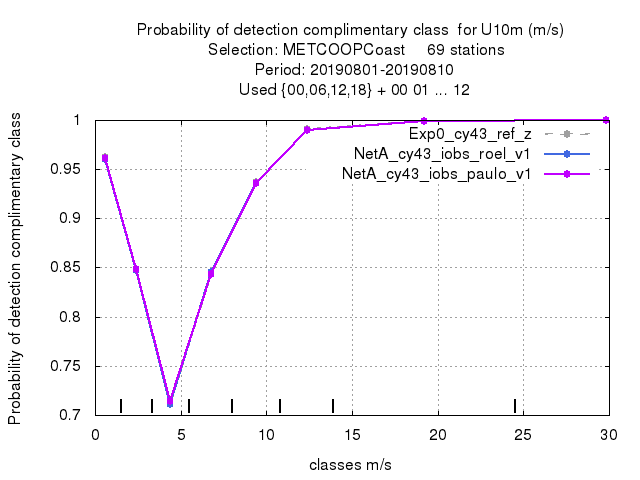 Probability of detection complimentary class  for U10m (m/s)
Selection: METCOOPCoast     69 stations
Period: 20190801-20190810
Used {00,06,12,18} + 00 01 ... 12
Probability of detection complimentary class
1
0.95
0.9
0.85
0.8
0.75
0.7
Exp0_cy43_ref_z
NetA_cy43_iobs_roel_v1
NetA_cy43_iobs_paulo_v1
0 5 10 15 20 25 30
classes m/s